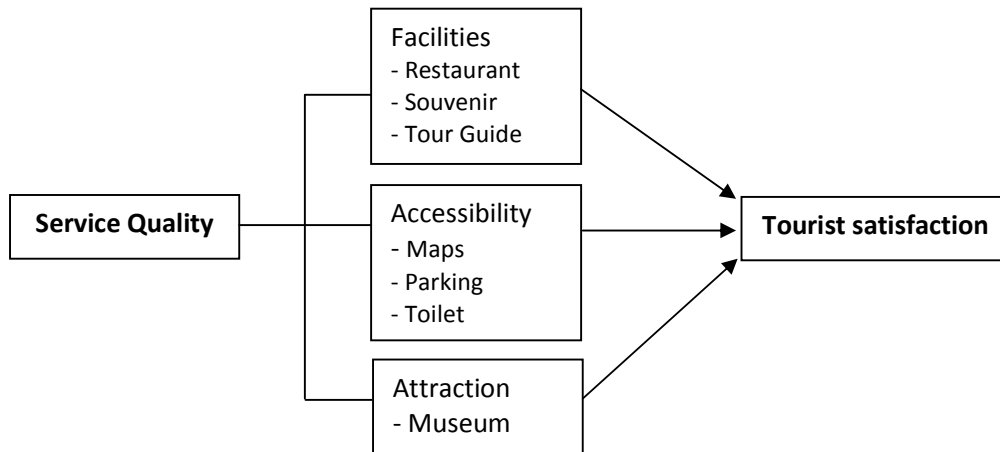 Facilities
- Restaurant
- Souvenir
- Tour Guide
Service Quality
Accessibility
- Maps
- Parking
- Toilet
Tourist satisfaction
Attraction
- Museum